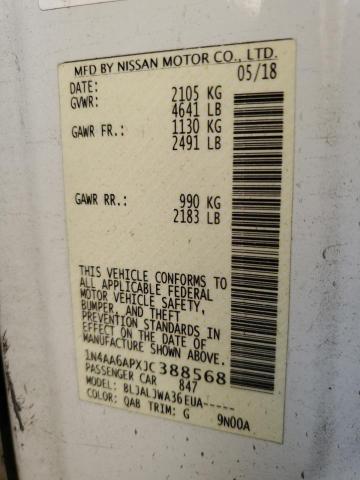 MFD BY NISSAN MOTOR CO., LTD.
DATE: 05/18
GVWR: 2105 KG
4641 LB
GAWR FR.: 1130 KG
2491 LB
GAWR RR.: 990 KG
2183 LB
THIS VEHICLE CONFORMS TO
ALL APPLICABLE FEDERAL
MOTOR VEHICLE SAFETY,
BUMPER, AND THEFT
PREVENTION STANDARDS IN
EFFECT ON THE DATE OF
MANUFACTURE SHOWN ABOVE.
1N4AA6APXJC388568
PASSENGER CAR 847
MODEL: BLJALJWA36EUA-----
COLOR: QAB TRIM: G 9N00A